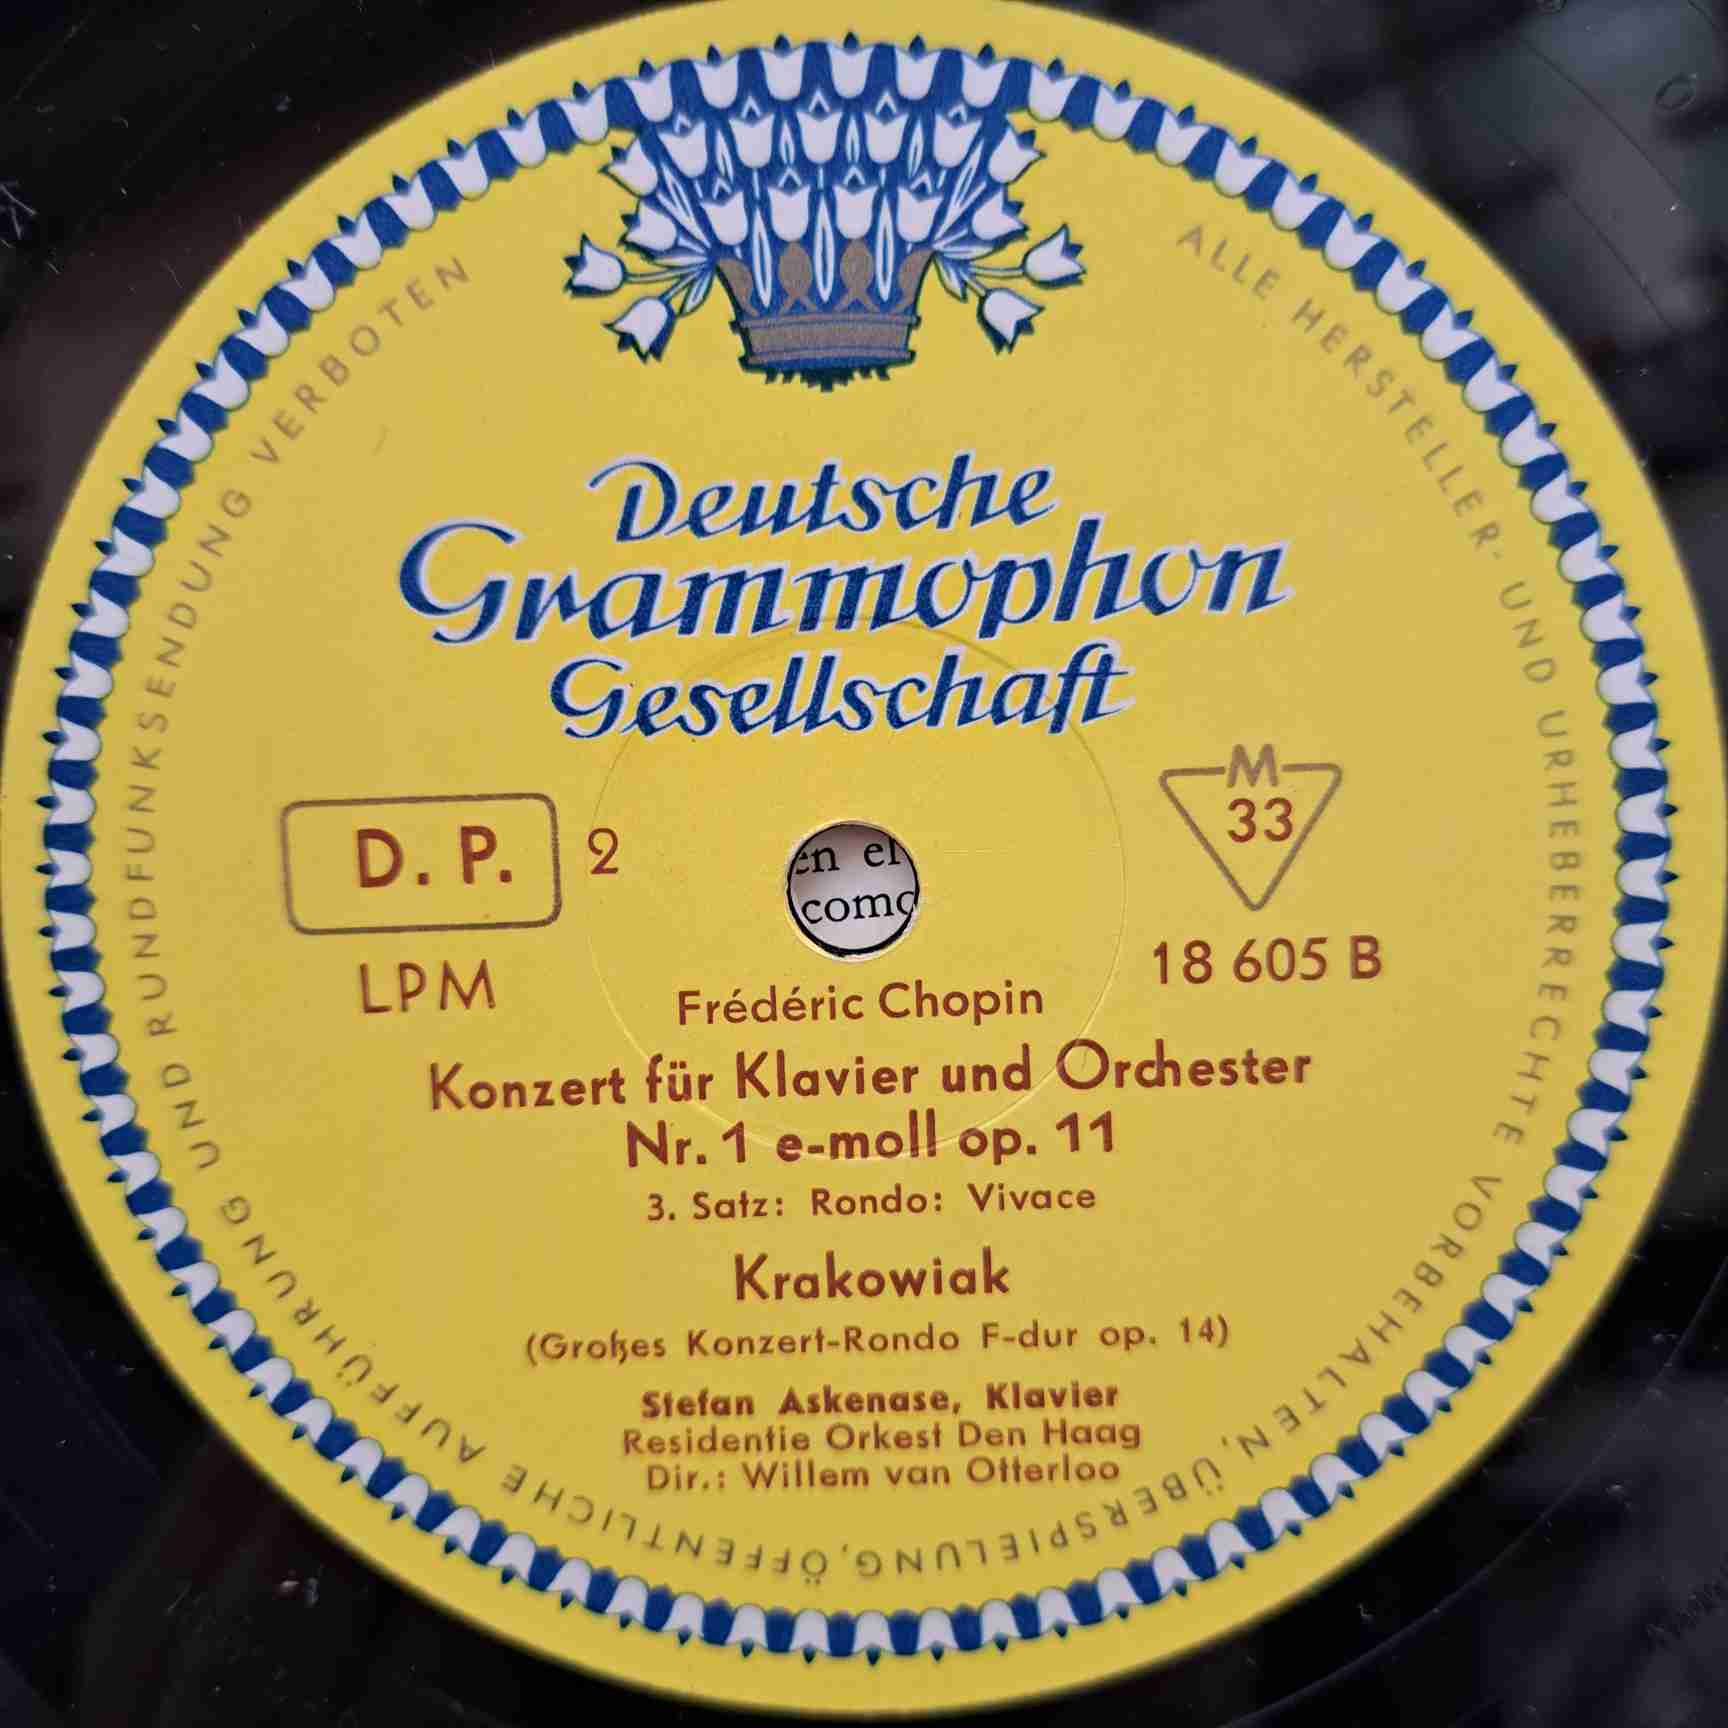 Deutsche
Grammophon
Gesellschaft
D. P. 2
M
33
LPM
18 605 B
en el
como
Frédéric Chopin
Konzert für Klavier und Orchester
Nr. 1 e-moll op. 11
3. Satz: Rondo: Vivace
Krakowiak
(Großes Konzert-Rondo F-dur op. 14)
Stefan Askenase, Klavier
Residentie Orkest Den Haag
Dir.: Willem van Otterloo
ALLE HERSTELLER- UND URHEBERRECHTE VORBEHALTEN, ÜBERSPIELUNG, ÖFFENTLICHE AUFFÜHRUNG UND RUNDFUNKSENDUNG VERBOTEN